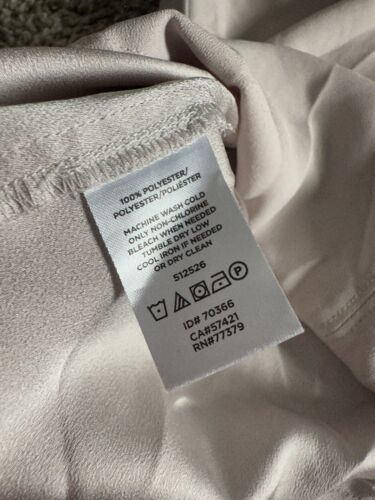 100% POLYESTER/
POLYESTER/POLIÉSTER
MACHINE WASH COLD
ONLY NON-CHLORINE
BLEACH WHEN NEEDED
TUMBLE DRY LOW
COOL IRON IF NEEDED
OR DRY CLEAN
512526
P
ID# 70366
CA#57421
RN#77379